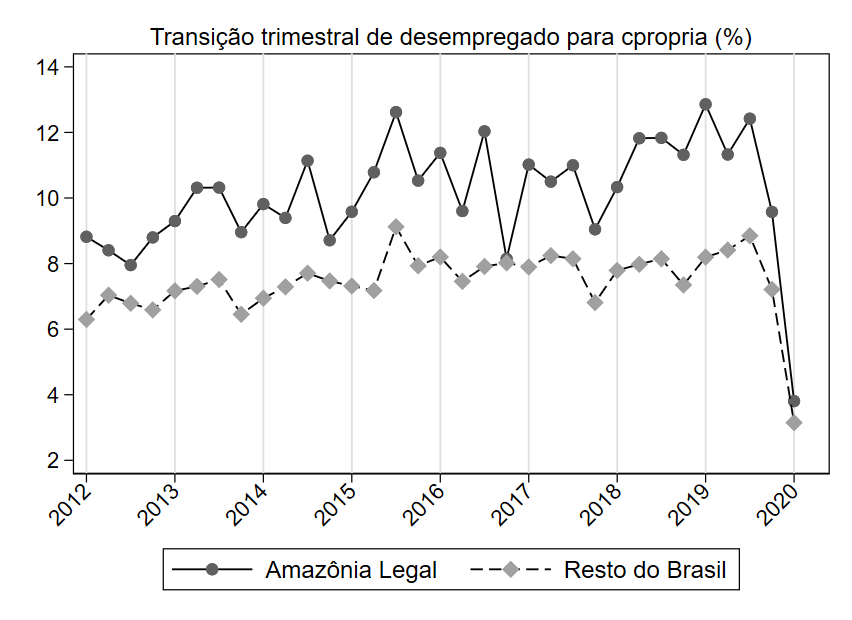 Transição trimestral de desempregado para cpropria (%)
14
12
10
8
6
4
2
2012 2013 2014 2015 2016 2017 2018 2019 2020
Amazônia Legal Resto do Brasil